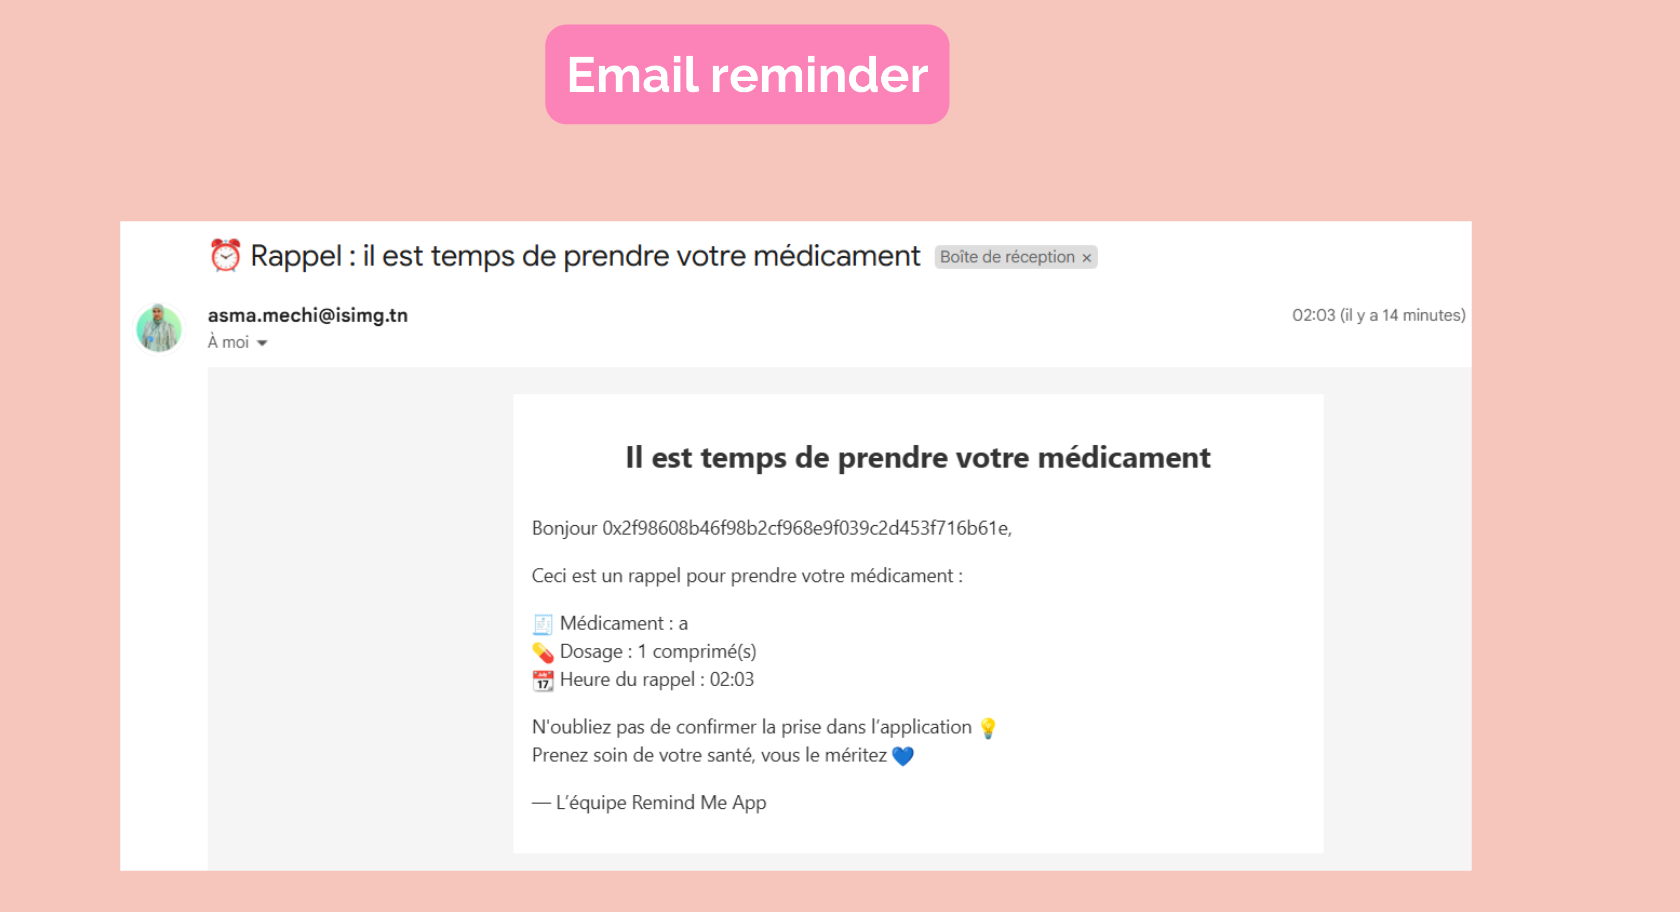 Email reminder
⏰ Rappel : il est temps de prendre votre médicament Boîte de réception ×
asma.mechi@isimg.tn 02:03 (il y a 14 minutes)
À moi
Il est temps de prendre votre médicament
Bonjour 0x2f98608b46f98b2cf968e9f039c2d453f716b61e,
Ceci est un rappel pour prendre votre médicament :
🧾 Médicament : a
💊 Dosage : 1 comprimé(s)
📆 Heure du rappel : 02:03
N'oubliez pas de confirmer la prise dans l'application 💡
Prenez soin de votre santé, vous le méritez 💙
— L'équipe Remind Me App